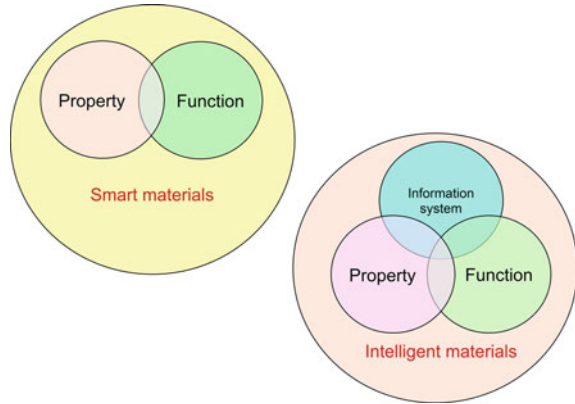 Property Function
Smart materials
Information
system
Property Function
Intelligent materials